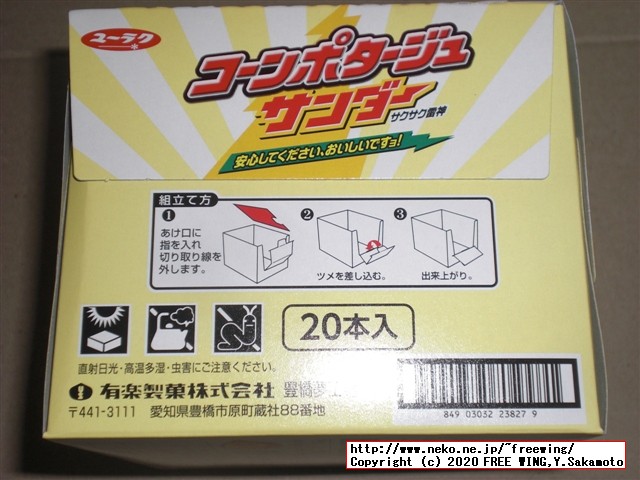 ユーラク
コーンポタージュ
サンダー
サクサク雷神
安心してください、おいしいですョ!
組立て方
❶
あけ口に
指を入れ
切り取り線を
外します。
❷
ツメを差し込む。
❸
出来上がり。
20本入
直射日光・高温多湿・虫害にご注意ください。
有楽製菓株式会社 豊橋
〒441-3111 愛知県豊橋市原町蔵社88番地
849 03032 23827 9
http://www.neko.ne.jp/~freewing/
Copyright (c) 2020 FREE WING,Y.Sakamoto